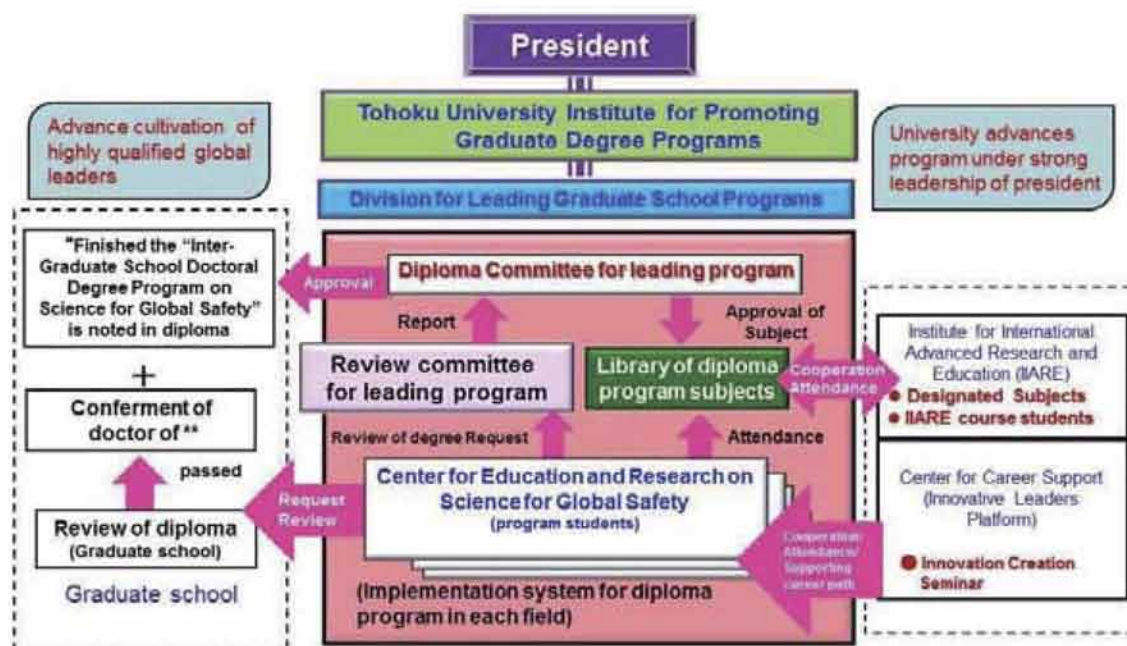 President
Tohoku University Institute for Promoting
Graduate Degree Programs
Division for Leading Graduate School Programs
Advance cultivation of
highly qualified global
leaders
University advances
program under strong
leadership of president
"Finished the "Inter-
Graduate School Doctoral
Degree Program on
Science for Global Safety"
is noted in diploma
+
Conferment of
doctor of **
passed
Review of diploma
(Graduate school)
Graduate school
Approval
Diploma Committee for leading program
Report
Approval of
Subject
Review committee
for leading program
Library of diploma
program subjects
Cooperation
Attendance
Review of degree Request
Attendance
Request
Review
Center for Education and Research on
Science for Global Safety
(program students)
Cooperation/
Attendance/
Supporting
career path
(Implementation system for diploma
program in each field)
Institute for International
Advanced Research and
Education (IIARE)
● Designated Subjects
● IIARE course students
Center for Career Support
(Innovative Leaders
Platform)
● Innovation Creation
Seminar